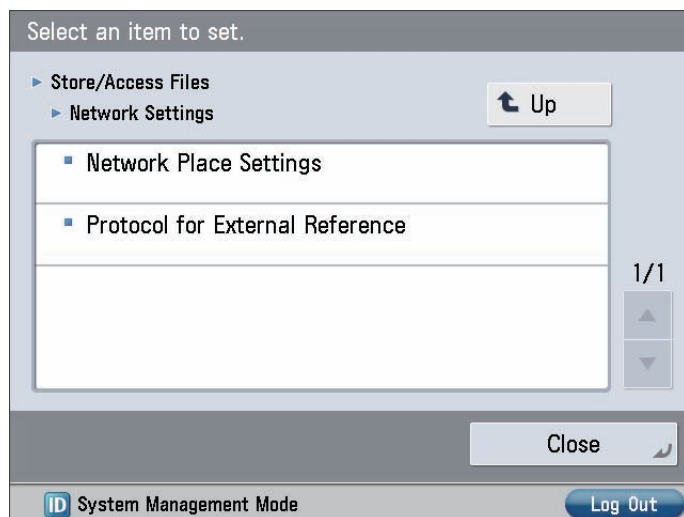 Select an item to set.
Store/Access Files
Up
Network Settings
Network Place Settings
Protocol for External Reference
1/1
Close
ID System Management Mode
Log Out